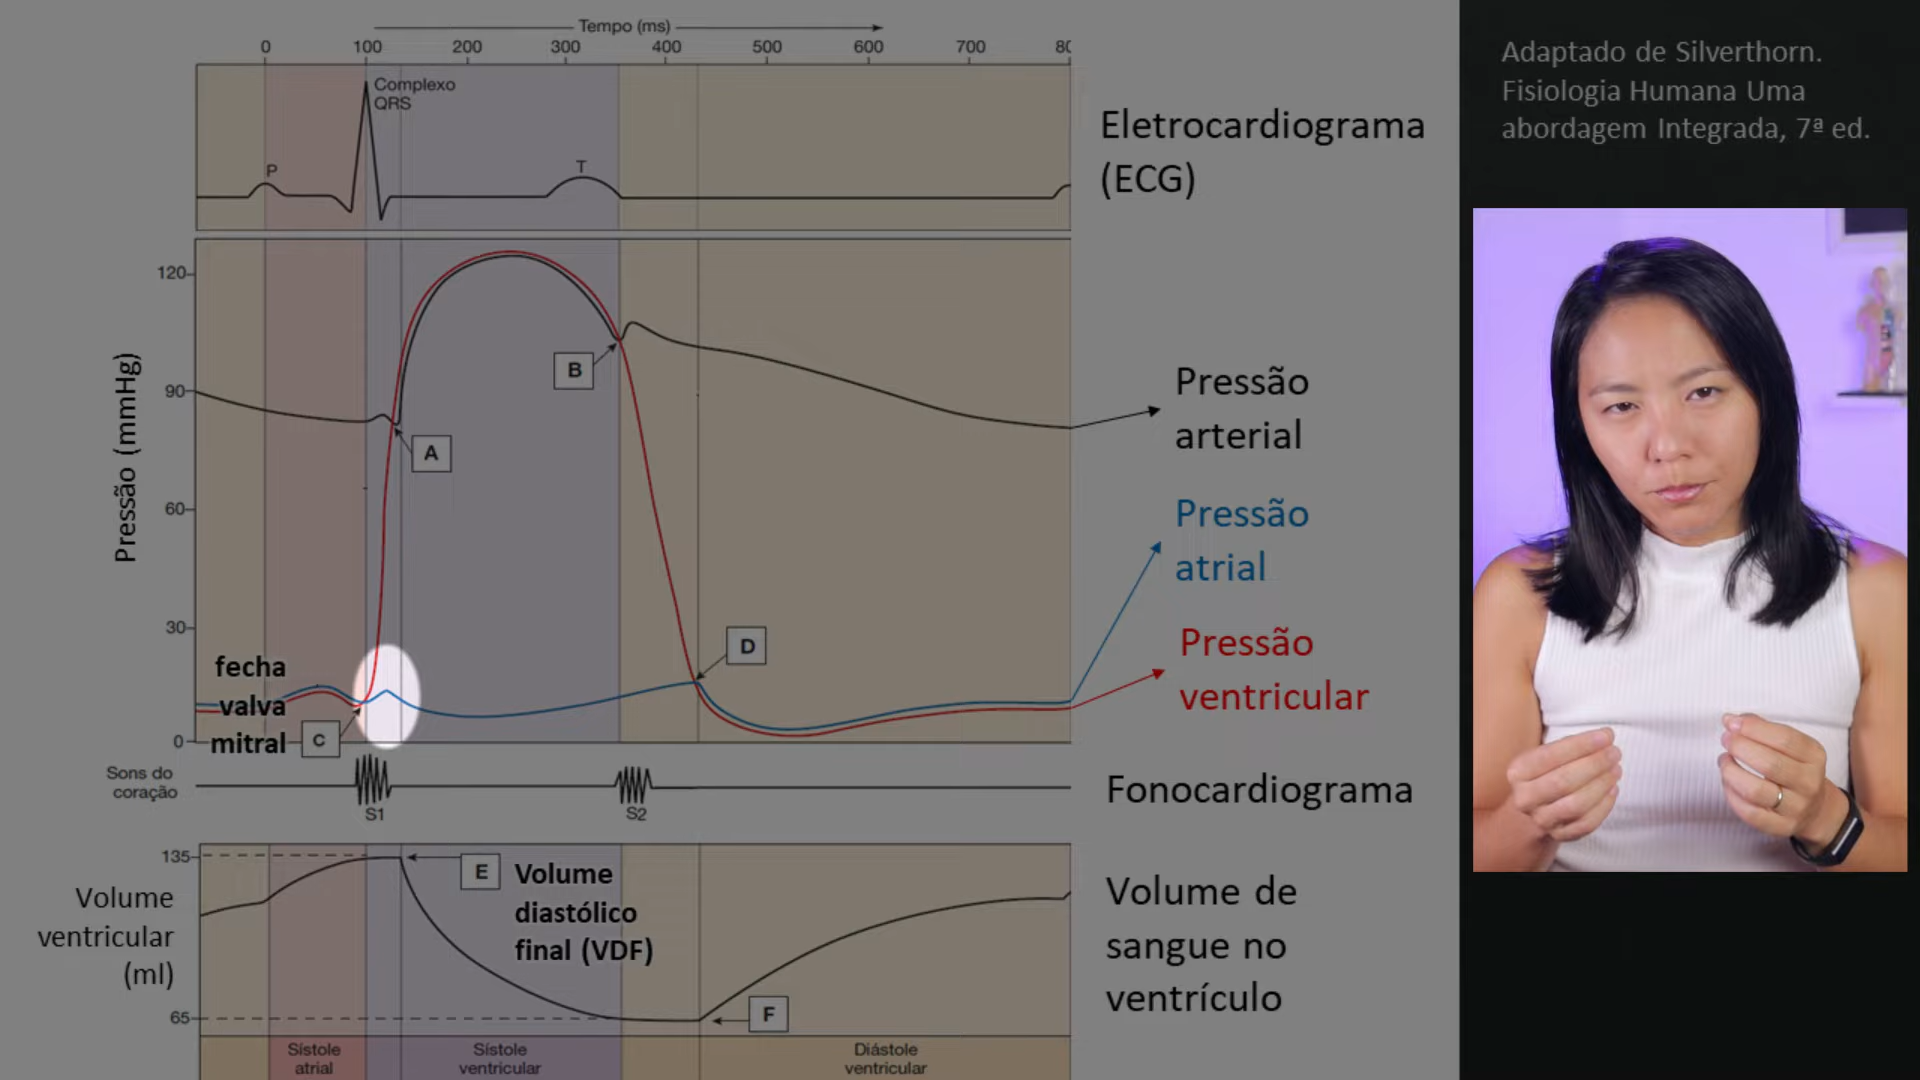 Tempo (ms)
0 100 200 300 400 500 600 700 80
Complexo
QRS
P
T
Eletrocardiograma
(ECG)
Adaptado de Silverthorn.
Fisiologia Humana Uma
abordagem Integrada, 7ª ed.
Pressão (mmHg)
120
90
60
30
0
A
B
C
D
fecha
valva
mitral
Pressão
arterial
Pressão
atrial
Pressão
ventricular
Sons do
coração
S1
S2
Fonocardiograma
Volume
ventricular
(ml)
135
65
E
Volume
diastólico
final (VDF)
F
Volume de
sangue no
ventrículo
Sístole
atrial
Sístole
ventricular
Diástole
ventricular